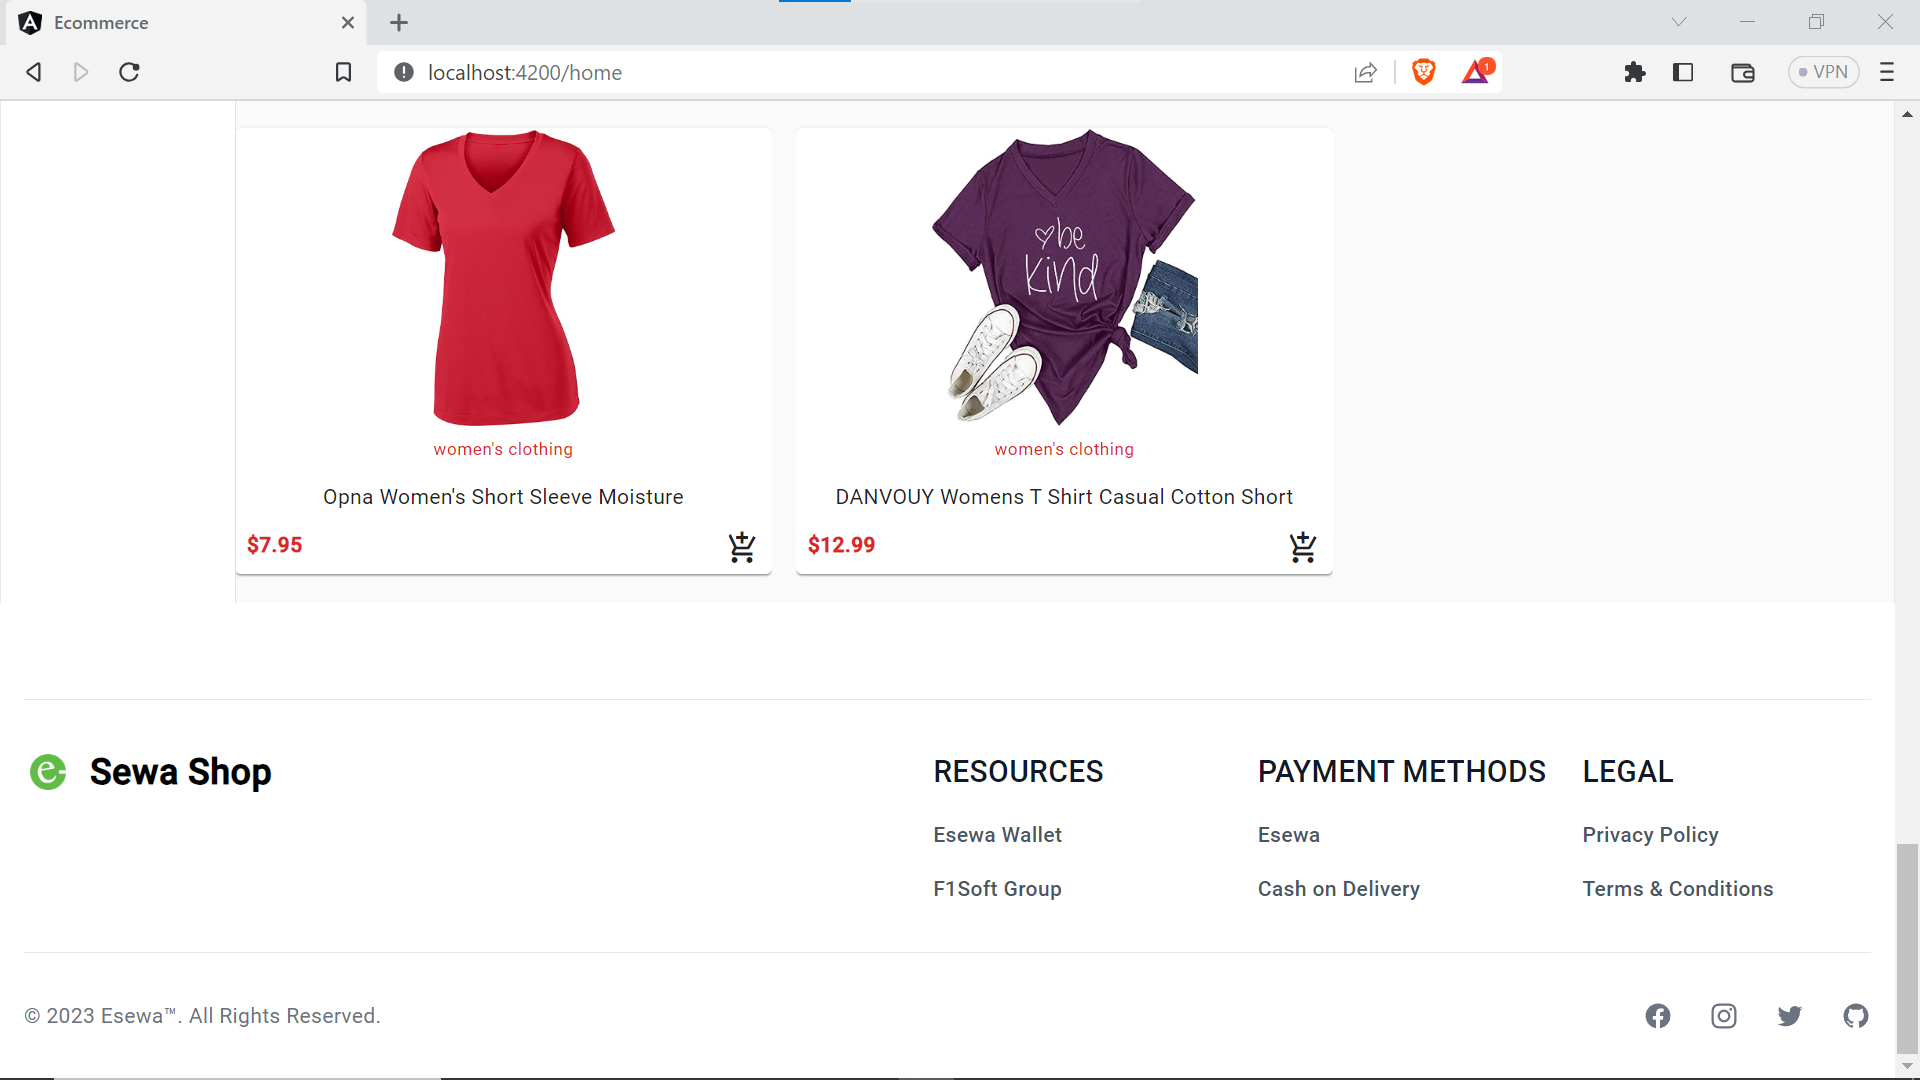 Ecommerce
localhost:4200/home
1
VPN
be
kind
women's clothing
women's clothing
Opna Women's Short Sleeve Moisture
DANVOUY Womens T Shirt Casual Cotton Short
$7.95
$12.99
e
Sewa Shop
RESOURCES
PAYMENT METHODS
LEGAL
Esewa Wallet
Esewa
Privacy Policy
F1Soft Group
Cash on Delivery
Terms & Conditions
© 2023 Esewa™. All Rights Reserved.